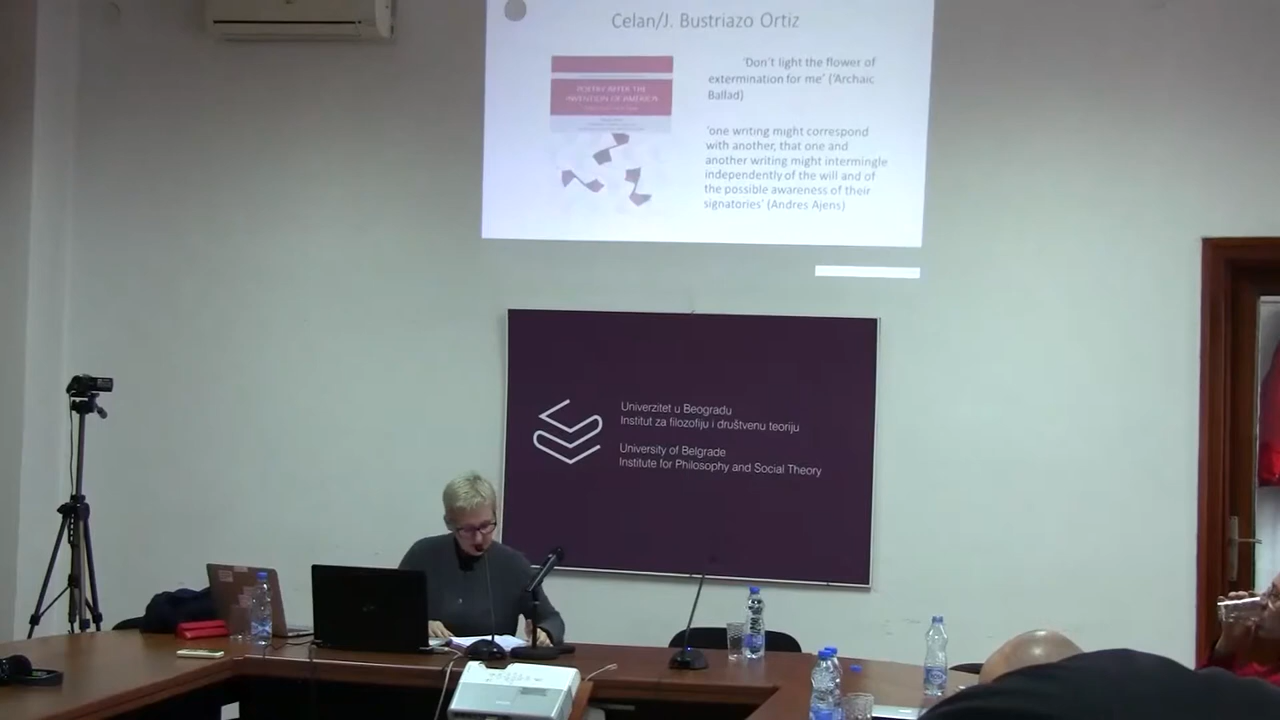 Celan/J. Bustriazo Ortiz
'Don't light the flower of
extermination for me' ('Archaic
Ballad)
POETRY AFTER THE
INVENTION OF AMERICA
'one writing might correspond
with another, that one and
another writing might intermingle
independently of the will and of
the possible awareness of their
signatories' (Andres Ajens)
Univerzitet u Beogradu
Institut za filozofiju i društvenu teoriju
University of Belgrade
Institute for Philosophy and Social Theory